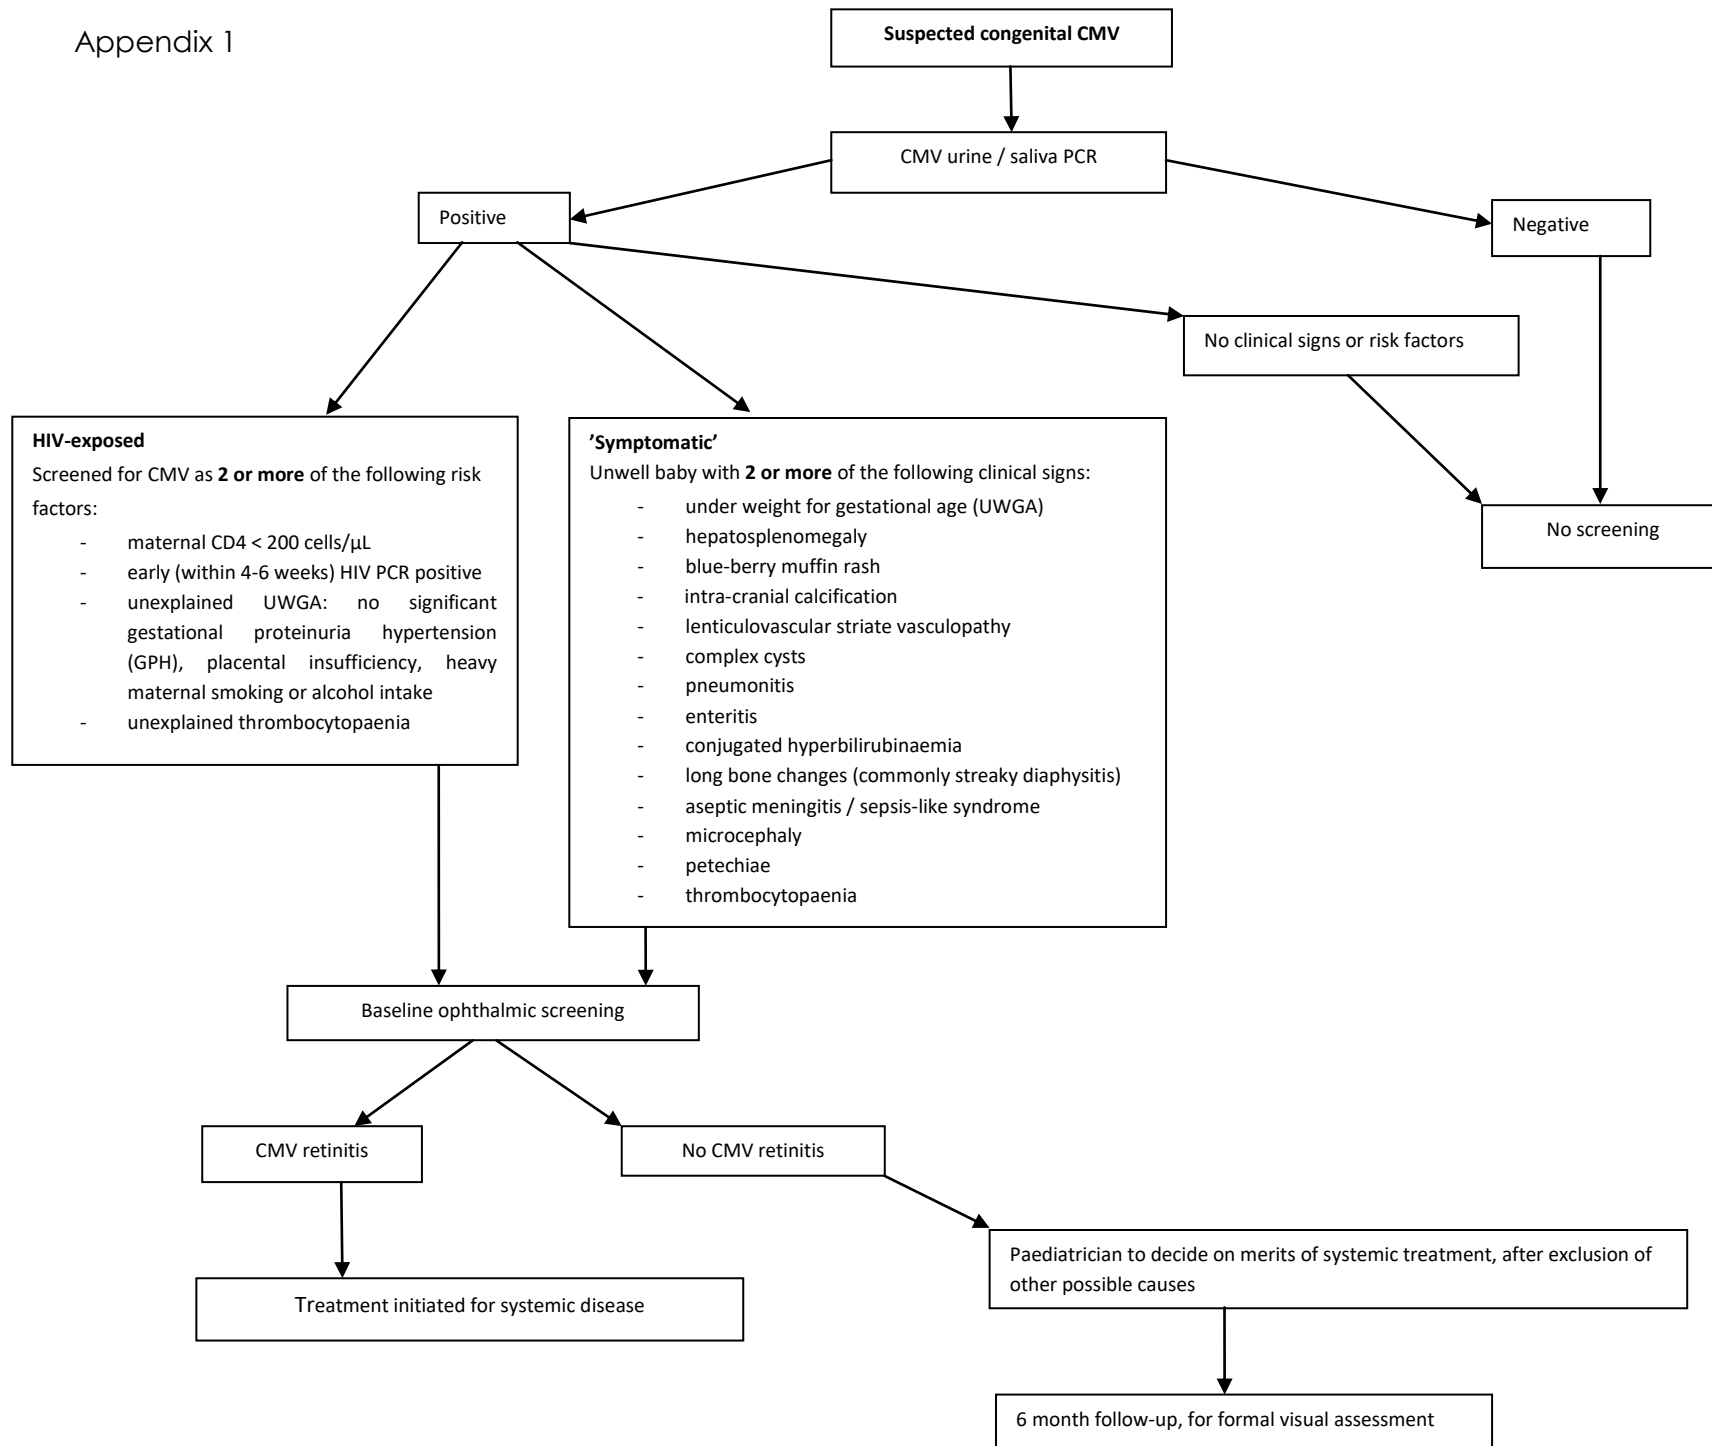 Appendix 1
Suspected congenital CMV
CMV urine / saliva PCR
Positive
Negative
No clinical signs or risk factors
HIV-exposed
Screened for CMV as 2 or more of the following risk
factors:
- maternal CD4 < 200 cells/µL
- early (within 4-6 weeks) HIV PCR positive
- unexplained UWGA: no significant
gestational proteinuria hypertension
(GPH), placental insufficiency, heavy
maternal smoking or alcohol intake
- unexplained thrombocytopaenia
’Symptomatic’
Unwell baby with 2 or more of the following clinical signs:
- under weight for gestational age (UWGA)
- hepatosplenomegaly
- blue-berry muffin rash
- intra-cranial calcification
- lenticulovascular striate vasculopathy
- complex cysts
- pneumonitis
- enteritis
- conjugated hyperbilirubinaemia
- long bone changes (commonly streaky diaphysitis)
- aseptic meningitis / sepsis-like syndrome
- microcephaly
- petechiae
- thrombocytopaenia
No screening
Baseline ophthalmic screening
CMV retinitis
No CMV retinitis
Treatment initiated for systemic disease
Paediatrician to decide on merits of systemic treatment, after exclusion of
other possible causes
6 month follow-up, for formal visual assessment